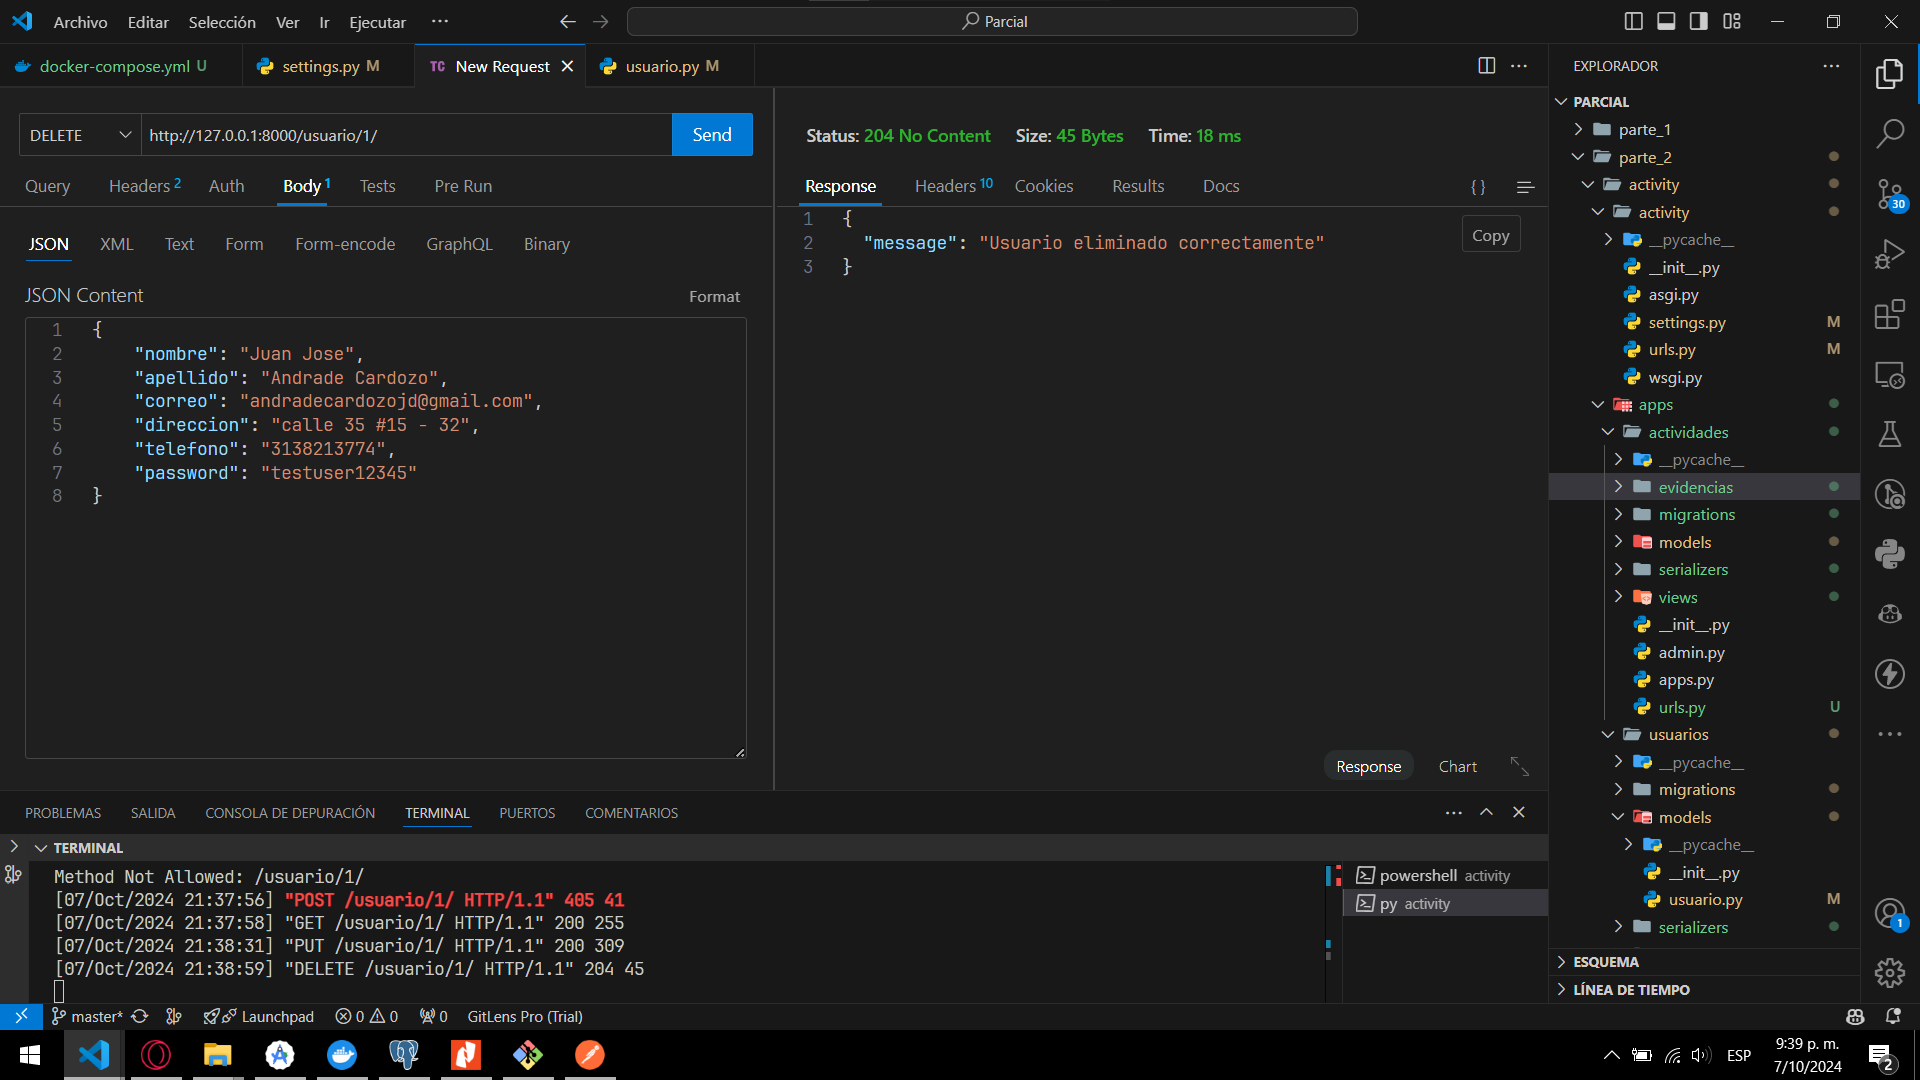 Archivo Editar Selección Ver Ir Ejecutar ··· Parcial
docker-compose.yml U settings.py M TC New Request usuario.py M
DELETE http://127.0.0.1:8000/usuario/1/ Send
Query Headers 2 Auth Body 1 Tests Pre Run
JSON XML Text Form Form-encode GraphQL Binary
JSON Content Format
1 {
2 "nombre": "Juan Jose",
3 "apellido": "Andrade Cardozo",
4 "correo": "andradecardozojd@gmail.com",
5 "direccion": "calle 35 #15 - 32",
6 "telefono": "3138213774",
7 "password": "testuser12345"
8 }
Status: 204 No Content Size: 45 Bytes Time: 18 ms
Response Headers 10 Cookies Results Docs { }
1 {
2 "message": "Usuario eliminado correctamente"
3 }
Copy
Response Chart
PROBLEMAS SALIDA CONSOLA DE DEPURACIÓN TERMINAL PUERTOS COMENTARIOS
TERMINAL
Method Not Allowed: /usuario/1/
[07/Oct/2024 21:37:56] "POST /usuario/1/ HTTP/1.1" 405 41
[07/Oct/2024 21:37:58] "GET /usuario/1/ HTTP/1.1" 200 255
[07/Oct/2024 21:38:31] "PUT /usuario/1/ HTTP/1.1" 200 309
[07/Oct/2024 21:38:59] "DELETE /usuario/1/ HTTP/1.1" 204 45
powershell activity
py activity
EXPLORADOR
PARCIAL
parte_1
parte_2
activity
activity
__pycache__
__init__.py
asgi.py
settings.py M
urls.py M
wsgi.py
apps
actividades
__pycache__
evidencias
migrations
models
serializers
views
__init__.py
admin.py
apps.py
urls.py U
usuarios
__pycache__
migrations
models
__pycache__
__init__.py
usuario.py M
serializers
ESQUEMA
LÍNEA DE TIEMPO
30
1
master* Launchpad 0 0 0 GitLens Pro (Trial)
ESP
9:39 p. m.
7/10/2024
2